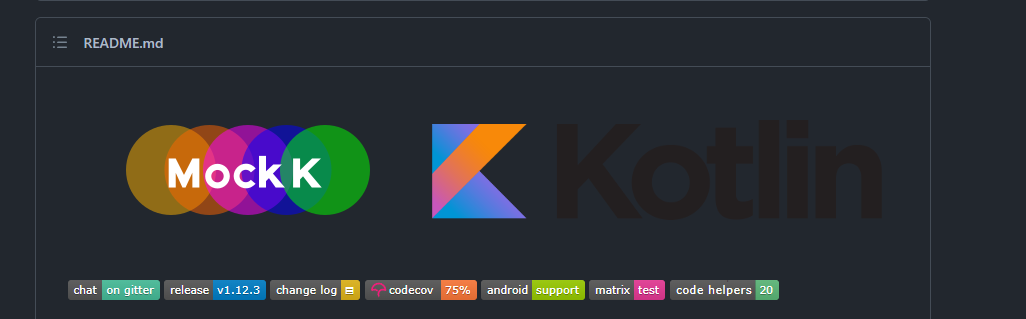 README.md
MockK Kotlin
chat on gitter release v1.12.3 change log codecov 75% android support matrix test code helpers 20